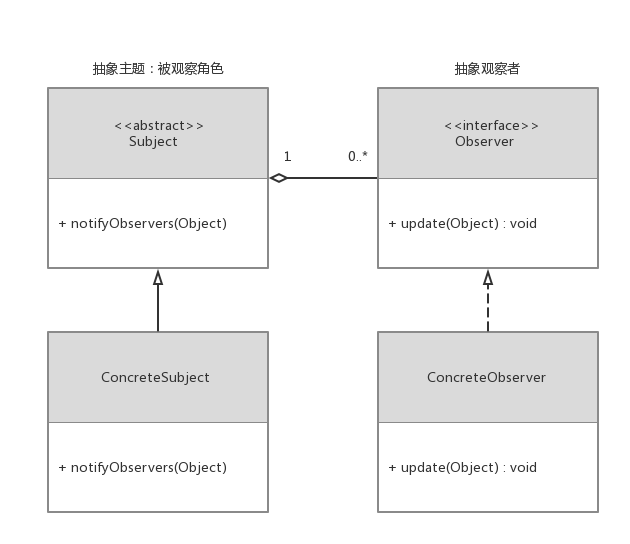 抽象主题：被观察角色
抽象观察者
<<abstract>>
Subject
<<interface>>
Observer
1
0..*
+ notifyObservers(Object)
+ update(Object) : void
ConcreteSubject
ConcreteObserver
+ notifyObservers(Object)
+ update(Object) : void